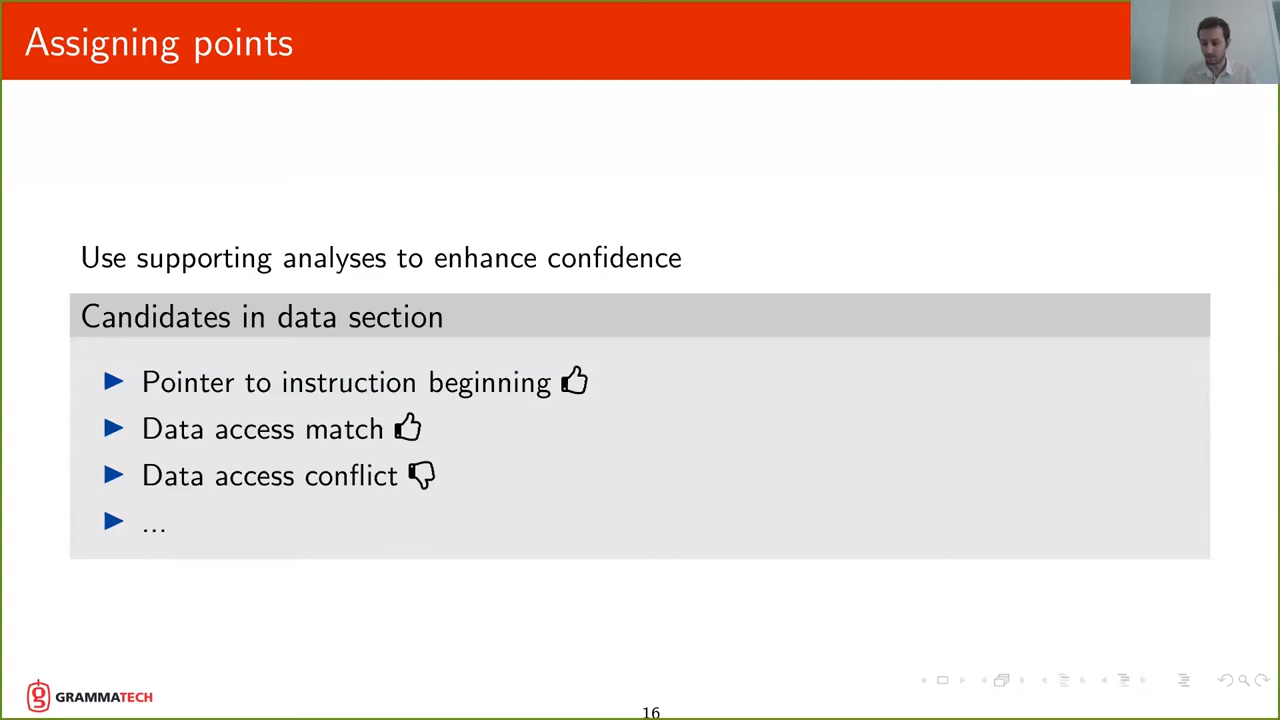 Assigning points
Use supporting analyses to enhance confidence
Candidates in data section
Pointer to instruction beginning
Data access match
Data access conflict
...
GRAMMATECH
16